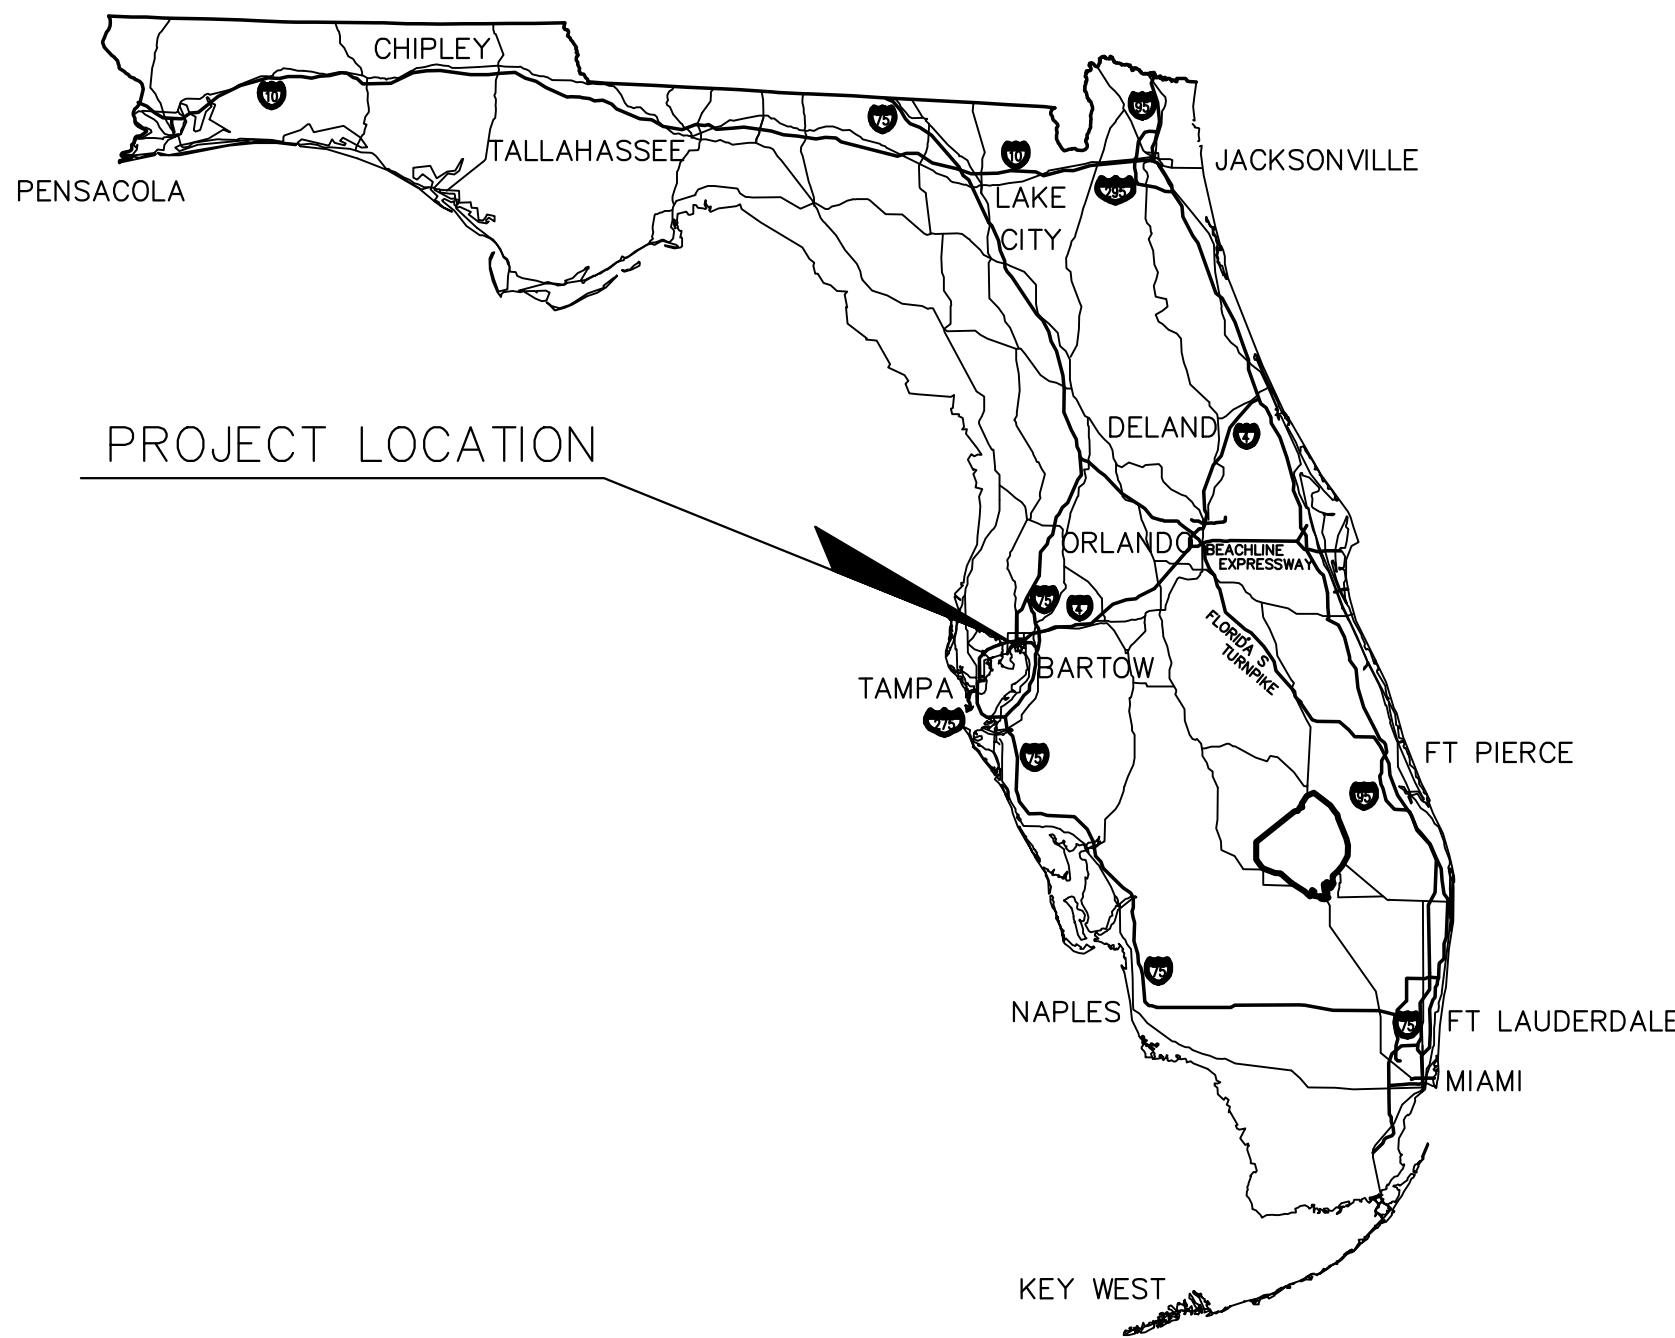 CHIPLEY
10
75
95
TALLAHASSEE
10
JACKSONVILLE
PENSACOLA
295
LAKE
CITY
DELAND
4
PROJECT LOCATION
ORLANDO
BEACHLINE
EXPRESSWAY
75
4
FLORIDA S
TURNPIKE
BARTOW
TAMPA
275
75
FT PIERCE
95
75
NAPLES
75
FT LAUDERDALE
MIAMI
KEY WEST